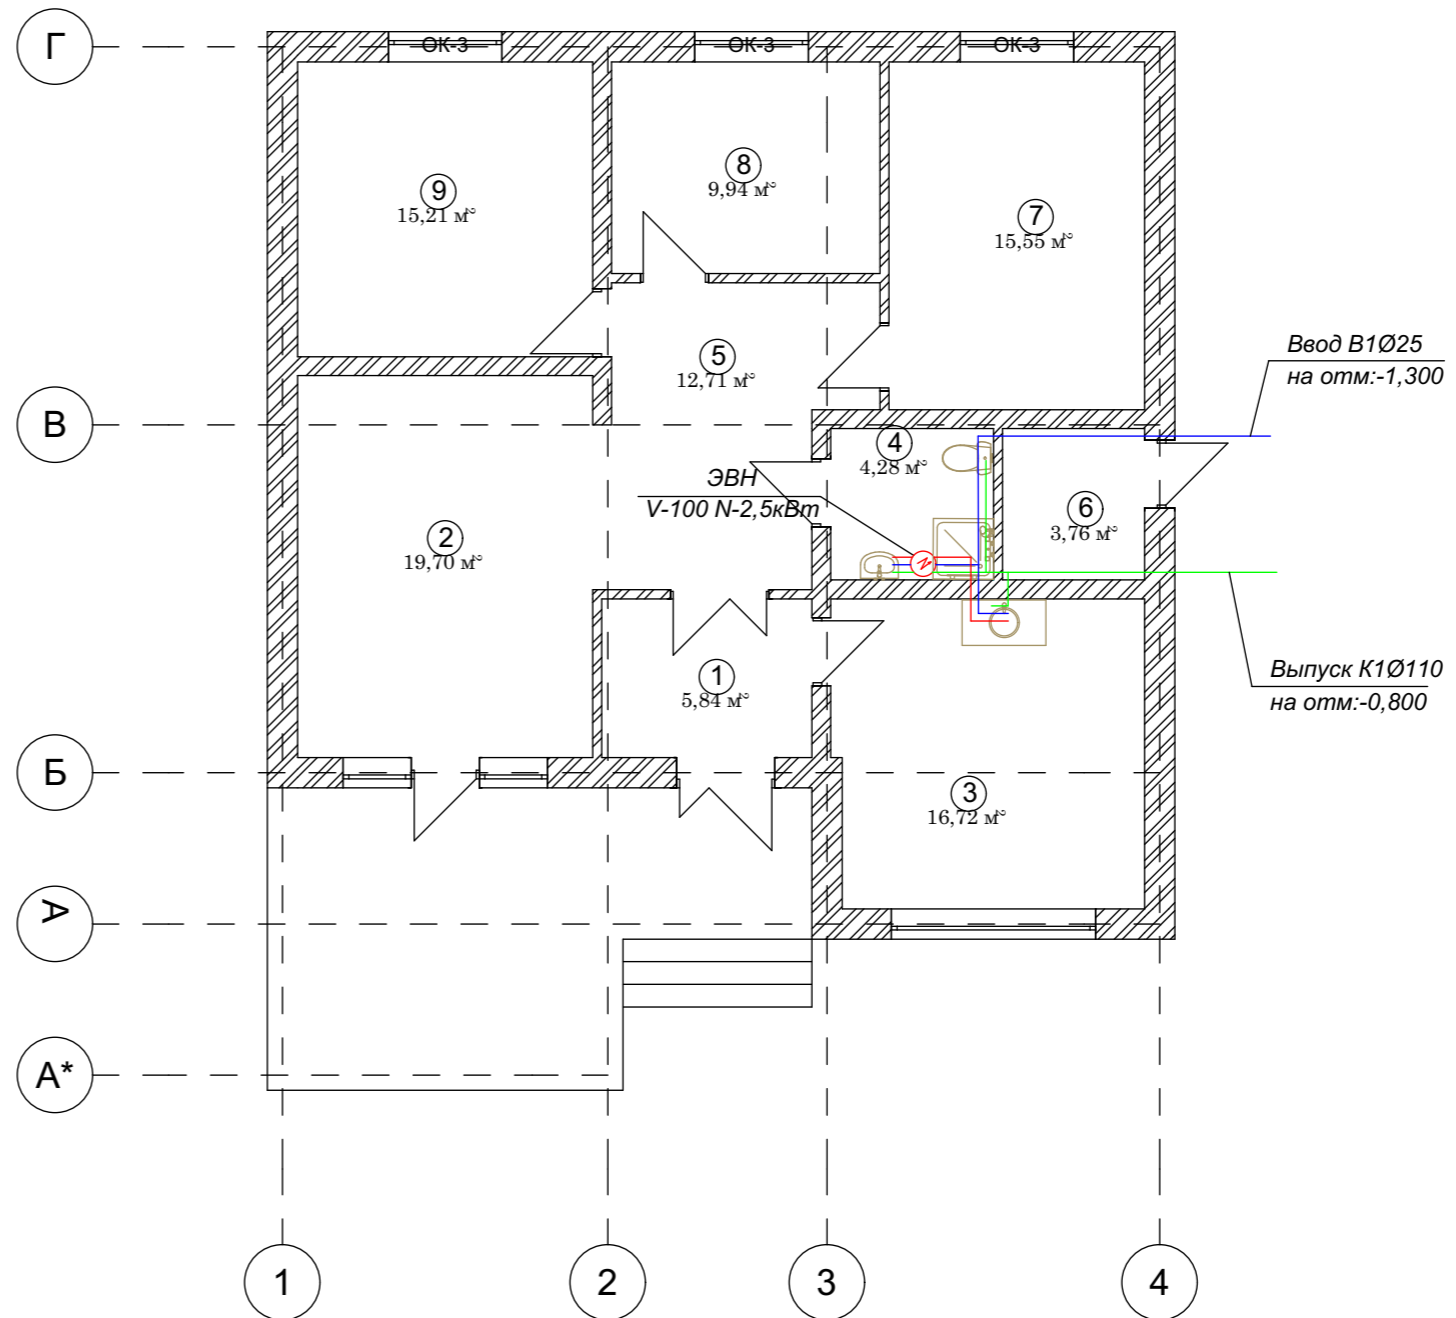 Г
ОК-3
ОК-3
ОК-3
9
15,21 м²
8
9,94 м²
7
15,55 м²
5
12,71 м²
Ввод В1Ø25
на отм:-1,300
В
4
4,28 м²
ЭВН
V-100 N-2,5кВт
6
3,76 м²
2
19,70 м²
1
5,84 м²
Выпуск К1Ø110
на отм:-0,800
Б
3
16,72 м²
А
А*
1
2
3
4